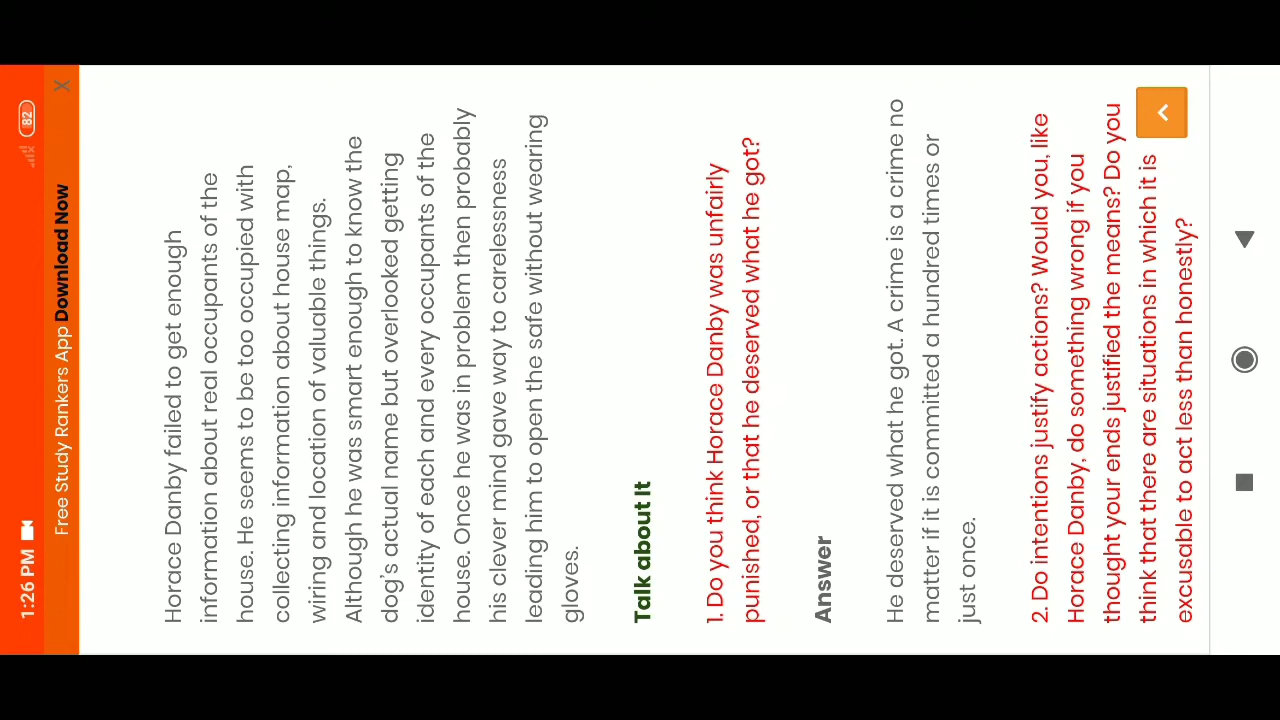 1:26 PM 82
Free Study Rankers App Download Now X
Horace Danby failed to get enough
information about real occupants of the
house. He seems to be too occupied with
collecting information about house map,
wiring and location of valuable things.
Although he was smart enough to know the
dog's actual name but overlooked getting
identity of each and every occupants of the
house. Once he was in problem then probably
his clever mind gave way to carelessness
leading him to open the safe without wearing
gloves.
Talk about It
1. Do you think Horace Danby was unfairly
punished, or that he deserved what he got?
Answer
He deserved what he got. A crime is a crime no
matter if it is committed a hundred times or
just once.
2. Do intentions justify actions? Would you, like
Horace Danby, do something wrong if you
thought your ends justified the means? Do you
think that there are situations in which it is
excusable to act less than honestly?